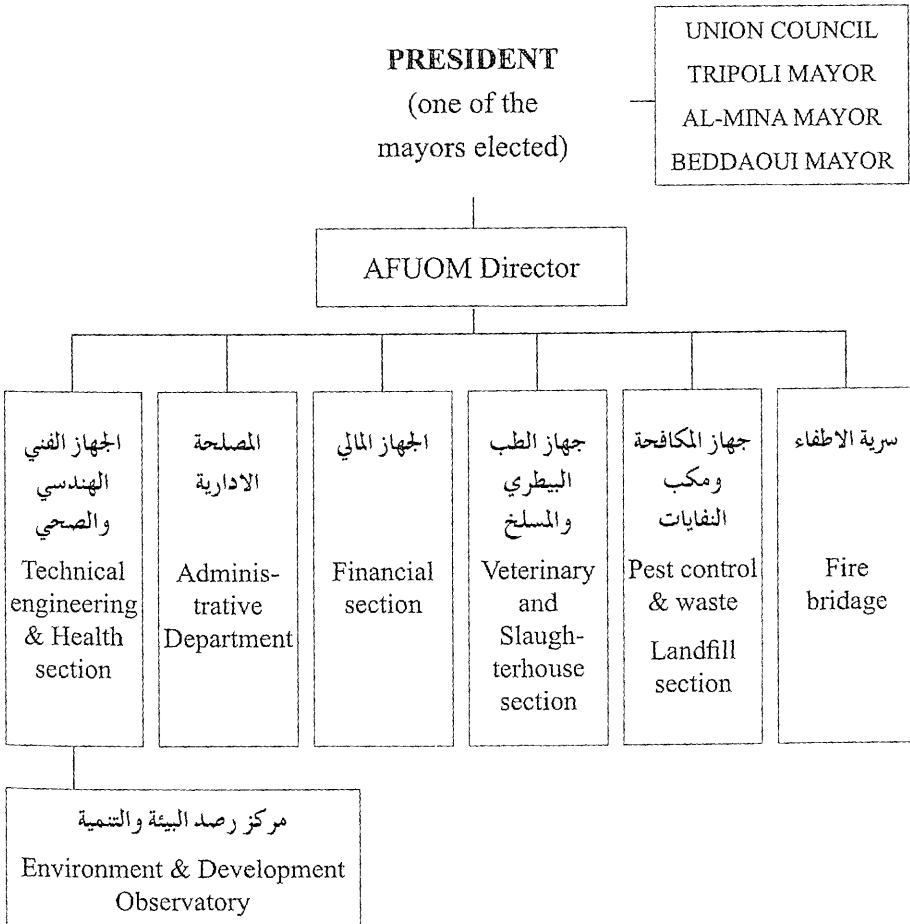 PRESIDENT
(one of the
mayors elected)
UNION COUNCIL
TRIPOLI MAYOR
AL-MINA MAYOR
BEDDAOUI MAYOR
AFUOM Director
الجهاز الفني
الهندسي
والصحي
Technical
engineering
& Health
section
المصلحة
الادارية
Adminis-
trative
Department
الجهاز المالي
Financial
section
جهاز الطب
البيطري
والمسلخ
Veterinary
and
Slaugh-
terhouse
section
جهاز المكافحة
ومكب
النفايات
Pest control
& waste
Landfill
section
سرية الاطفاء
Fire
bridage
مركز رصد البيئة والتنمية
Environment & Development
Observatory